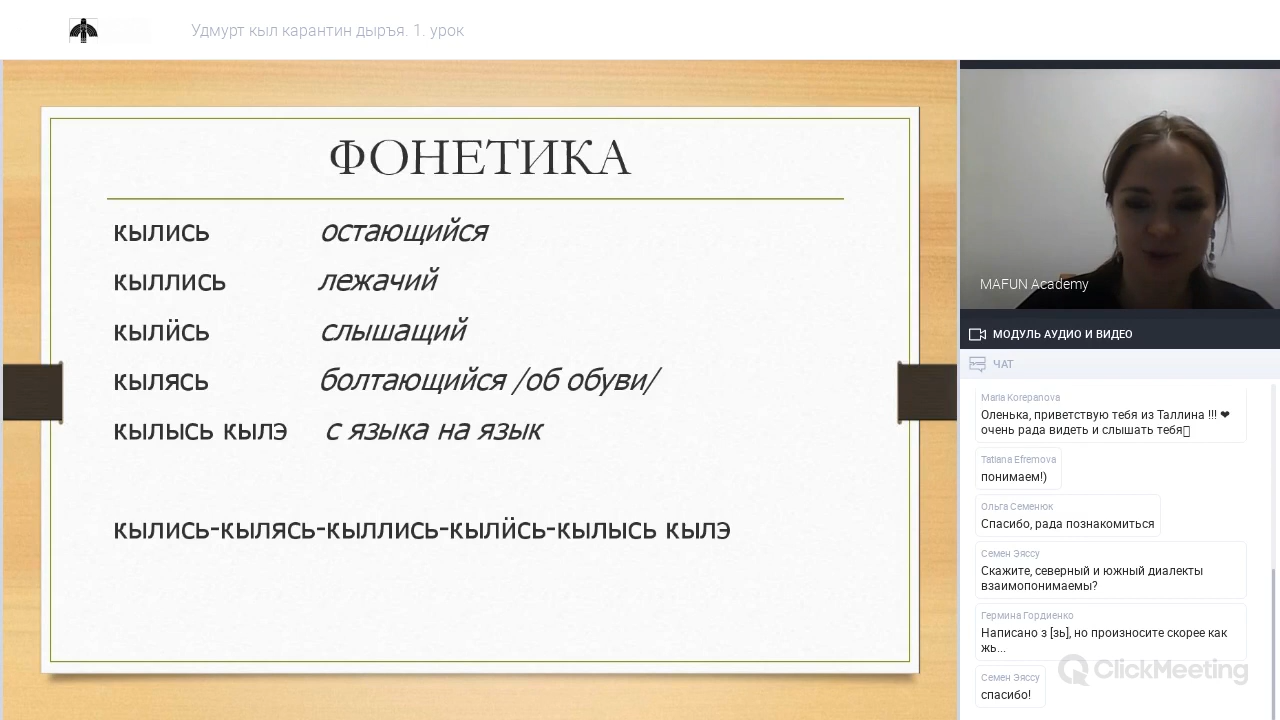 Удмурт кыл карантин дыръя. 1. урок
ФОНЕТИКА
кылись остающийся
кыллись лежачий
кылӥсь слышащий
кылясь болтающийся /об обуви/
кылысь кылэ с языка на язык
кылись-кылясь-кыллись-кылӥсь-кылысь кылэ
MAFUN Academy
МОДУЛЬ АУДИО И ВИДЕО
ЧАТ
Maria Korepanova
Оленька, приветствую тебя из Таллина !!! ❤
очень рада видеть и слышать тебя
Tatiana Efremova
понимаем!)
Ольга Семенюк
Спасибо, рада познакомиться
Семен Эяссу
Скажите, северный и южный диалекты
взаимопонимаемы?
Гермина Гордиенко
Написано з [зь], но произносите скорее как
жь...
Семен Эяссу
спасибо!
ClickMeeting